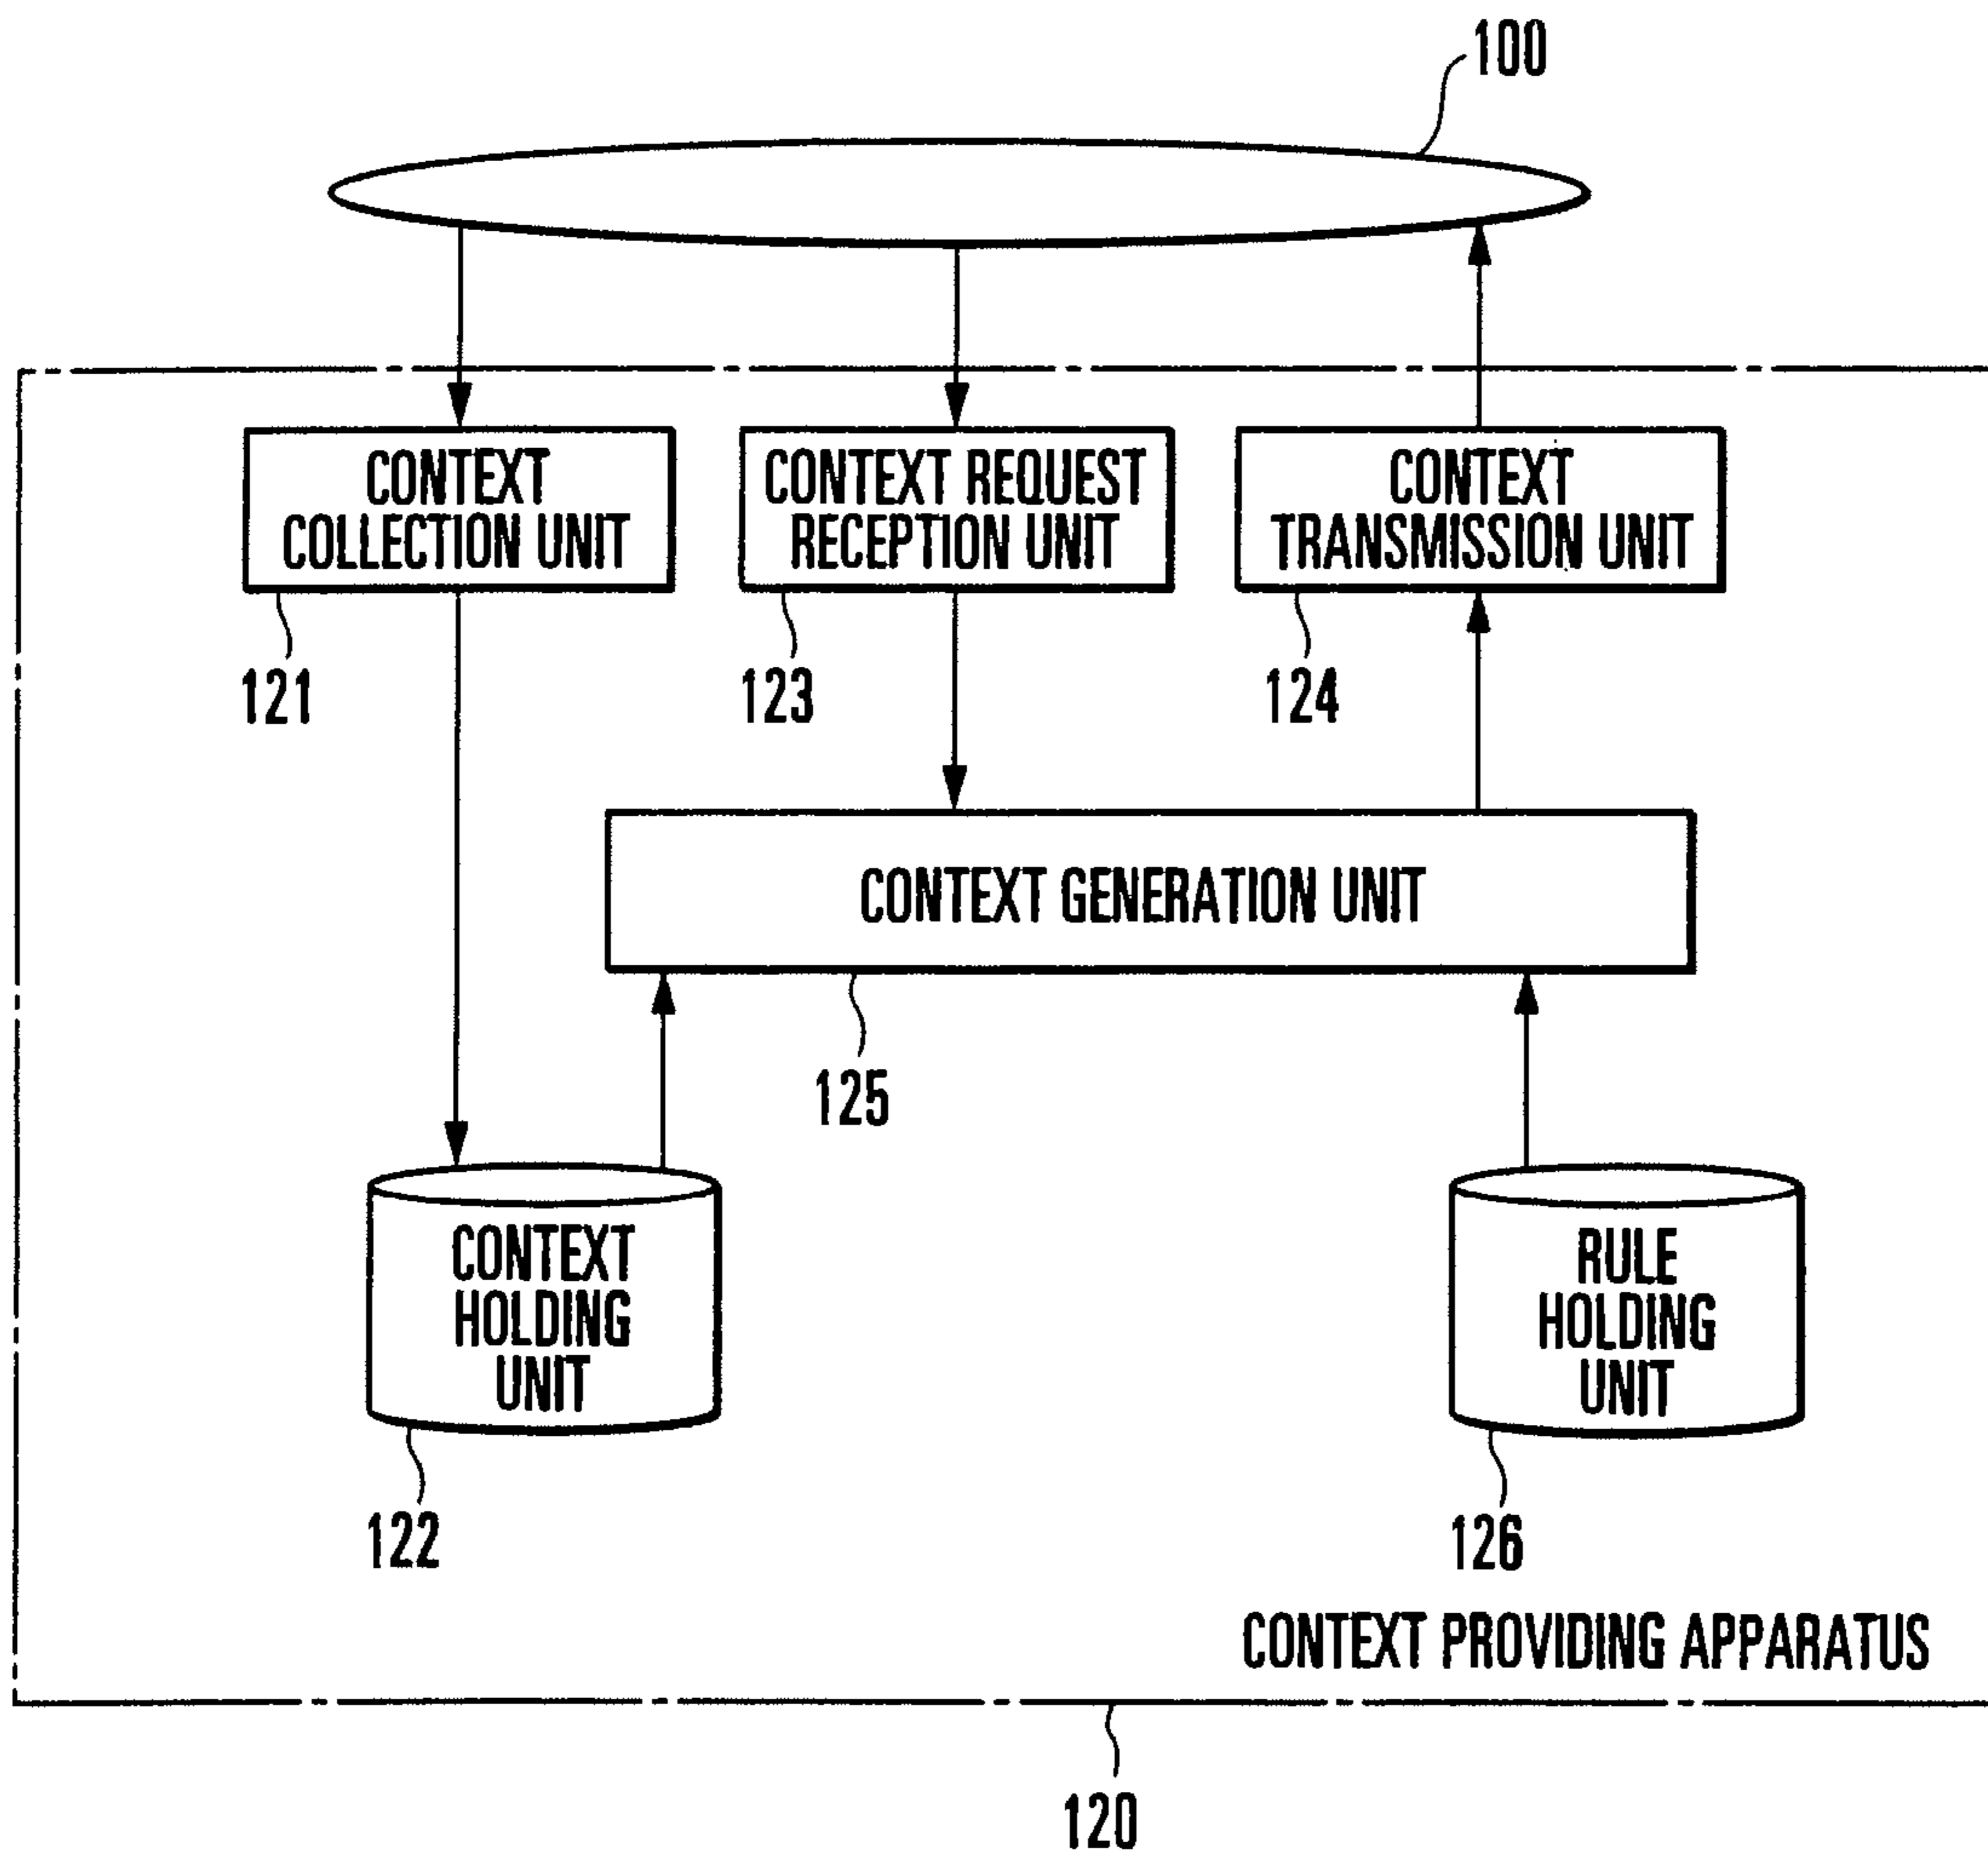 100
CONTEXT
COLLECTION UNIT
CONTEXT REQUEST
RECEPTION UNIT
CONTEXT
TRANSMISSION UNIT
121
123
124
CONTEXT GENERATION UNIT
125
CONTEXT
HOLDING
UNIT
RULE
HOLDING
UNIT
122
126
CONTEXT PROVIDING APPARATUS
120